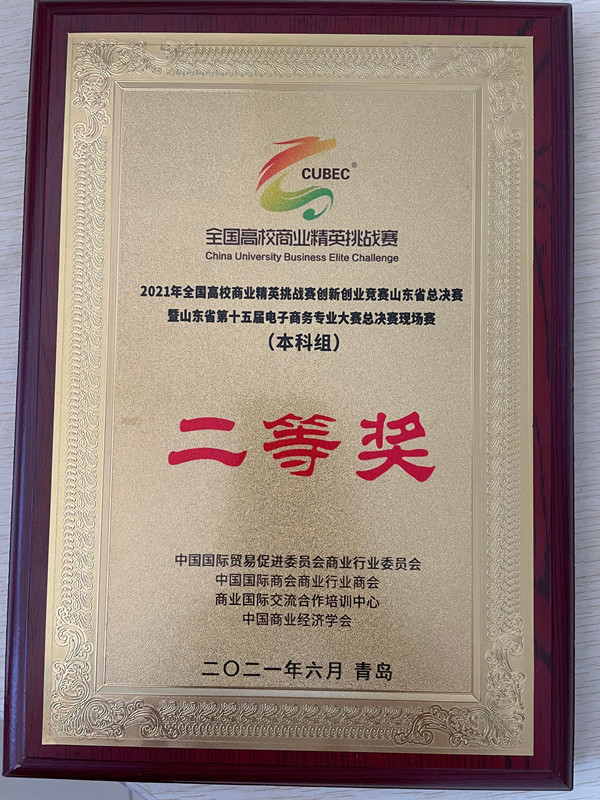 CUBEC®
全国高校商业精英挑战赛
China University Business Elite Challenge
2021年全国高校商业精英挑战赛创新创业竞赛山东省总决赛
暨山东省第十五届电子商务专业大赛总决赛现场赛
（本科组）
二等奖
中国国际贸易促进委员会商业行业委员会
中国国际商会商业行业商会
商业国际交流合作培训中心
中国商业经济学会
二〇二一年六月 青岛